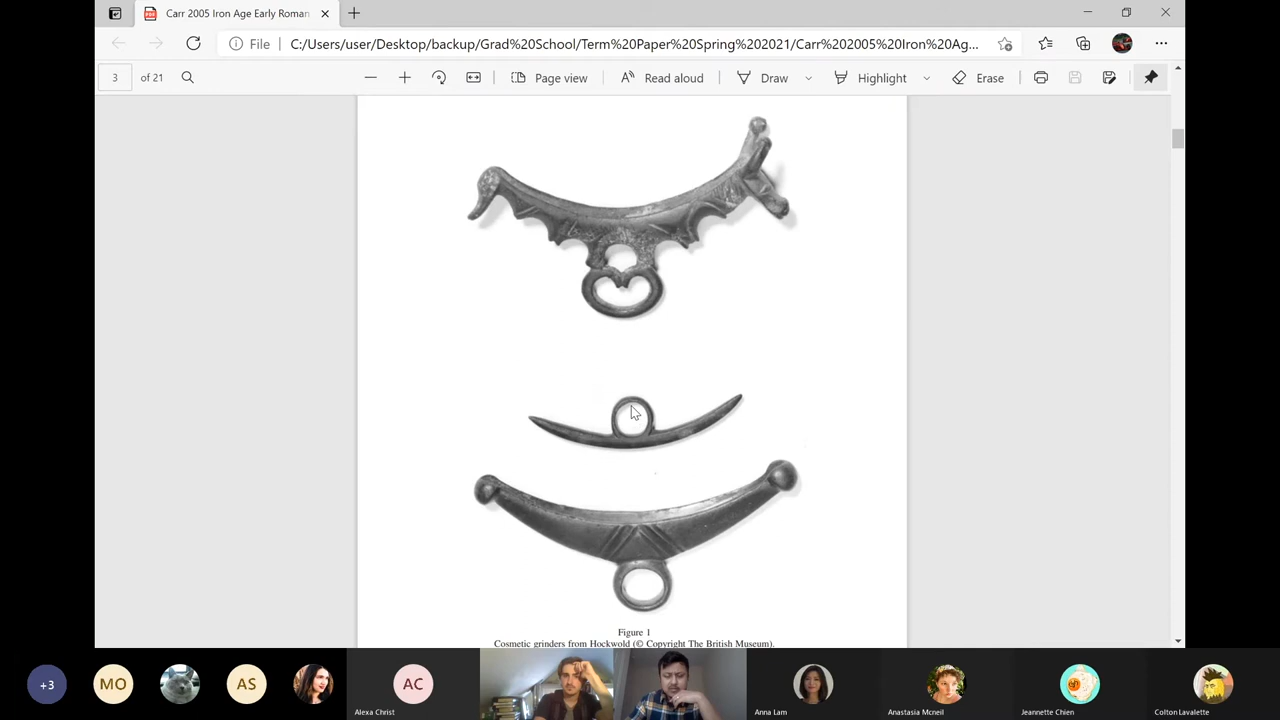 Carr 2005 Iron Age Early Roman
File
C:/Users/user/Desktop/backup/Grad%20School/Term%20Paper%20Spring%202021/Carr%202005%20Iron%20Ag...
3 of 21
Page view
Read aloud
Draw
Highlight
Erase
Figure 1
Cosmetic grinders from Hockwold (© Copyright The British Museum).
+3
MO
AS
AC
Alexa Christ
Anna Lam
Anastasia Mcneil
Jeannette Chien
Colton Lavalette